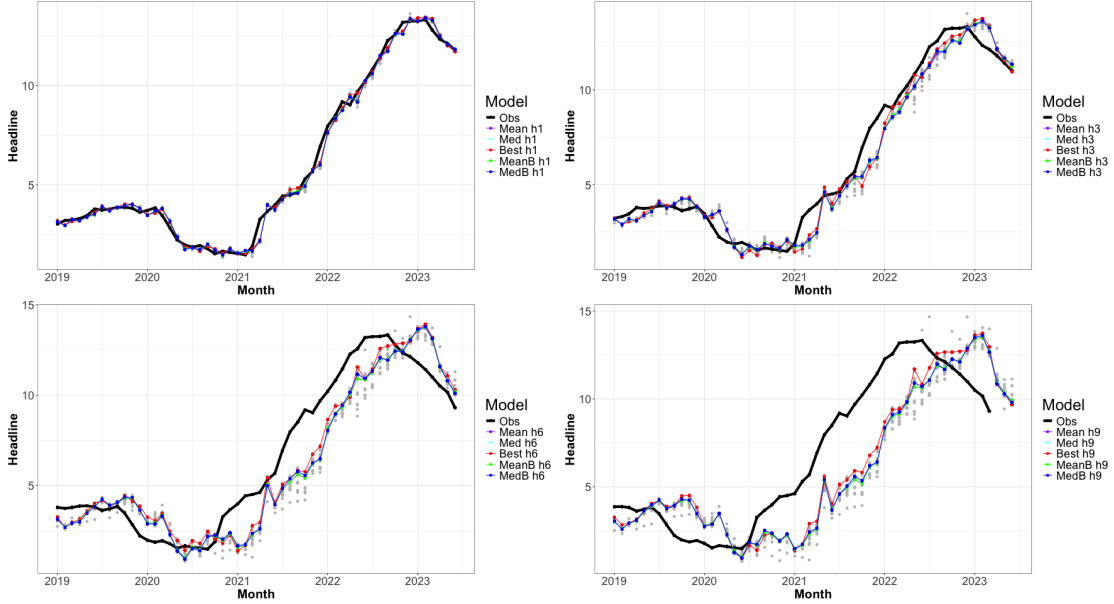 Headline
10
5
2019
2020
2021
2022
2023
Month
Model
Obs
Mean h1
Med h1
Best h1
MeanB h1
MedB h1
Headline
10
5
2019
2020
2021
2022
2023
Month
Model
Obs
Mean h3
Med h3
Best h3
MeanB h3
MedB h3
Headline
15
10
5
2019
2020
2021
2022
2023
Month
Model
Obs
Mean h6
Med h6
Best h6
MeanB h6
MedB h6
Headline
15
10
5
2019
2020
2021
2022
2023
Month
Model
Obs
Mean h9
Med h9
Best h9
MeanB h9
MedB h9